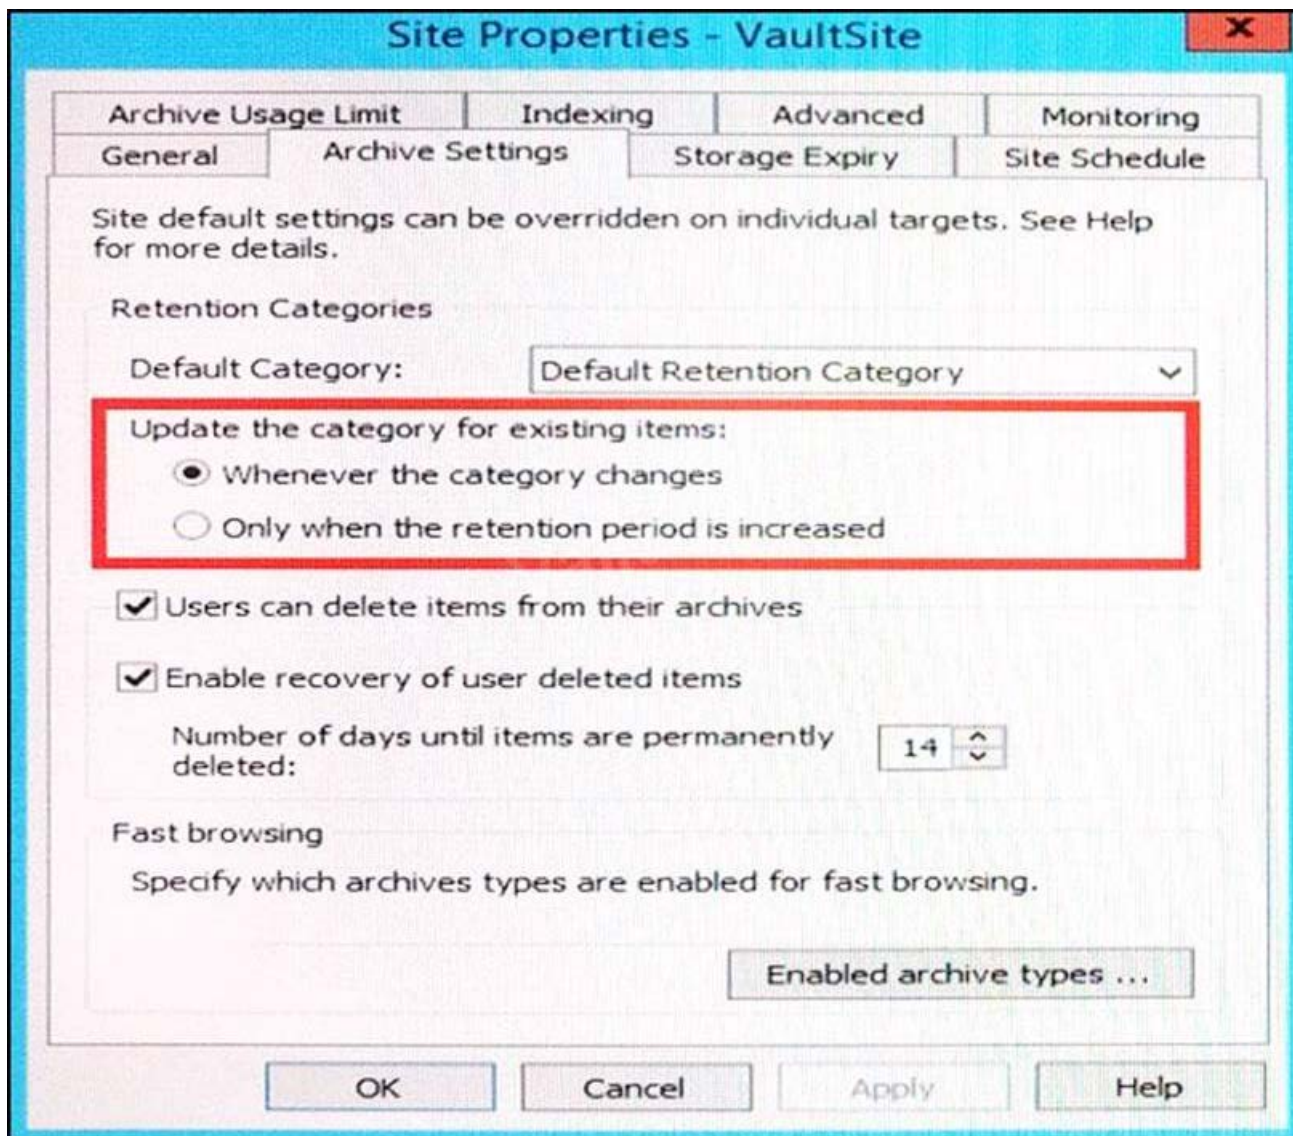 Site Properties - VaultSite
x
Archive Usage Limit Indexing Advanced Monitoring
General Archive Settings Storage Expiry Site Schedule
Site default settings can be overridden on individual targets. See Help
for more details.
Retention Categories
Default Category: Default Retention Category
Update the category for existing items:
Whenever the category changes
Only when the retention period is increased
Users can delete items from their archives
Enable recovery of user deleted items
Number of days until items are permanently 14
deleted:
Fast browsing
Specify which archives types are enabled for fast browsing.
Enabled archive types ...
OK Cancel Apply Help